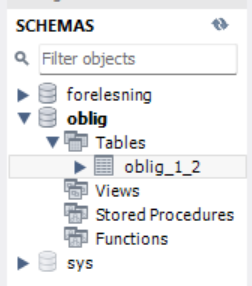 SCHEMAS
Filter objects
forelesning
oblig
Tables
oblig_1_2
Views
Stored Procedures
Functions
sys